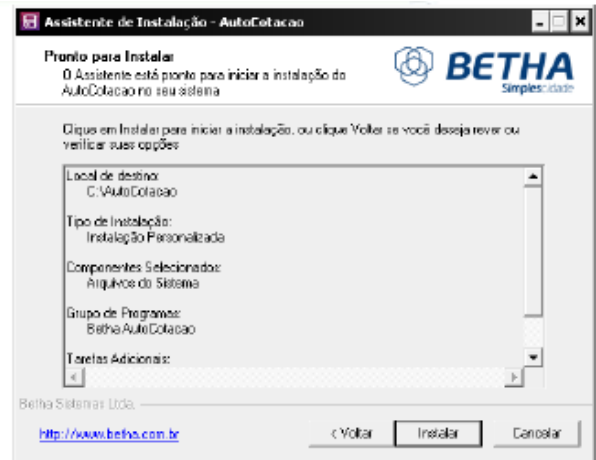 Assistente de Instalação - AutoCotacao
Pronto para Instalar
O Assistente está pronto para iniciar a instalação do
AutoCotacao no seu sistema
BETHA
Simplescidade
Clique em Instalar para iniciar a instalação, ou clique Voltar se você deseja rever ou
verificar suas opções
Local de destino:
C:\AutoCotacao
Tipo de Instalação:
Instalação Personalizada
Componentes Selecionados:
Arquivos do Sistema
Grupo de Programas:
Betha AutoCotacao
Tarefas Adicionais:
Betha Sistemas Ltda.
http://www.betha.com.br
< Voltar
Instalar
Cancelar